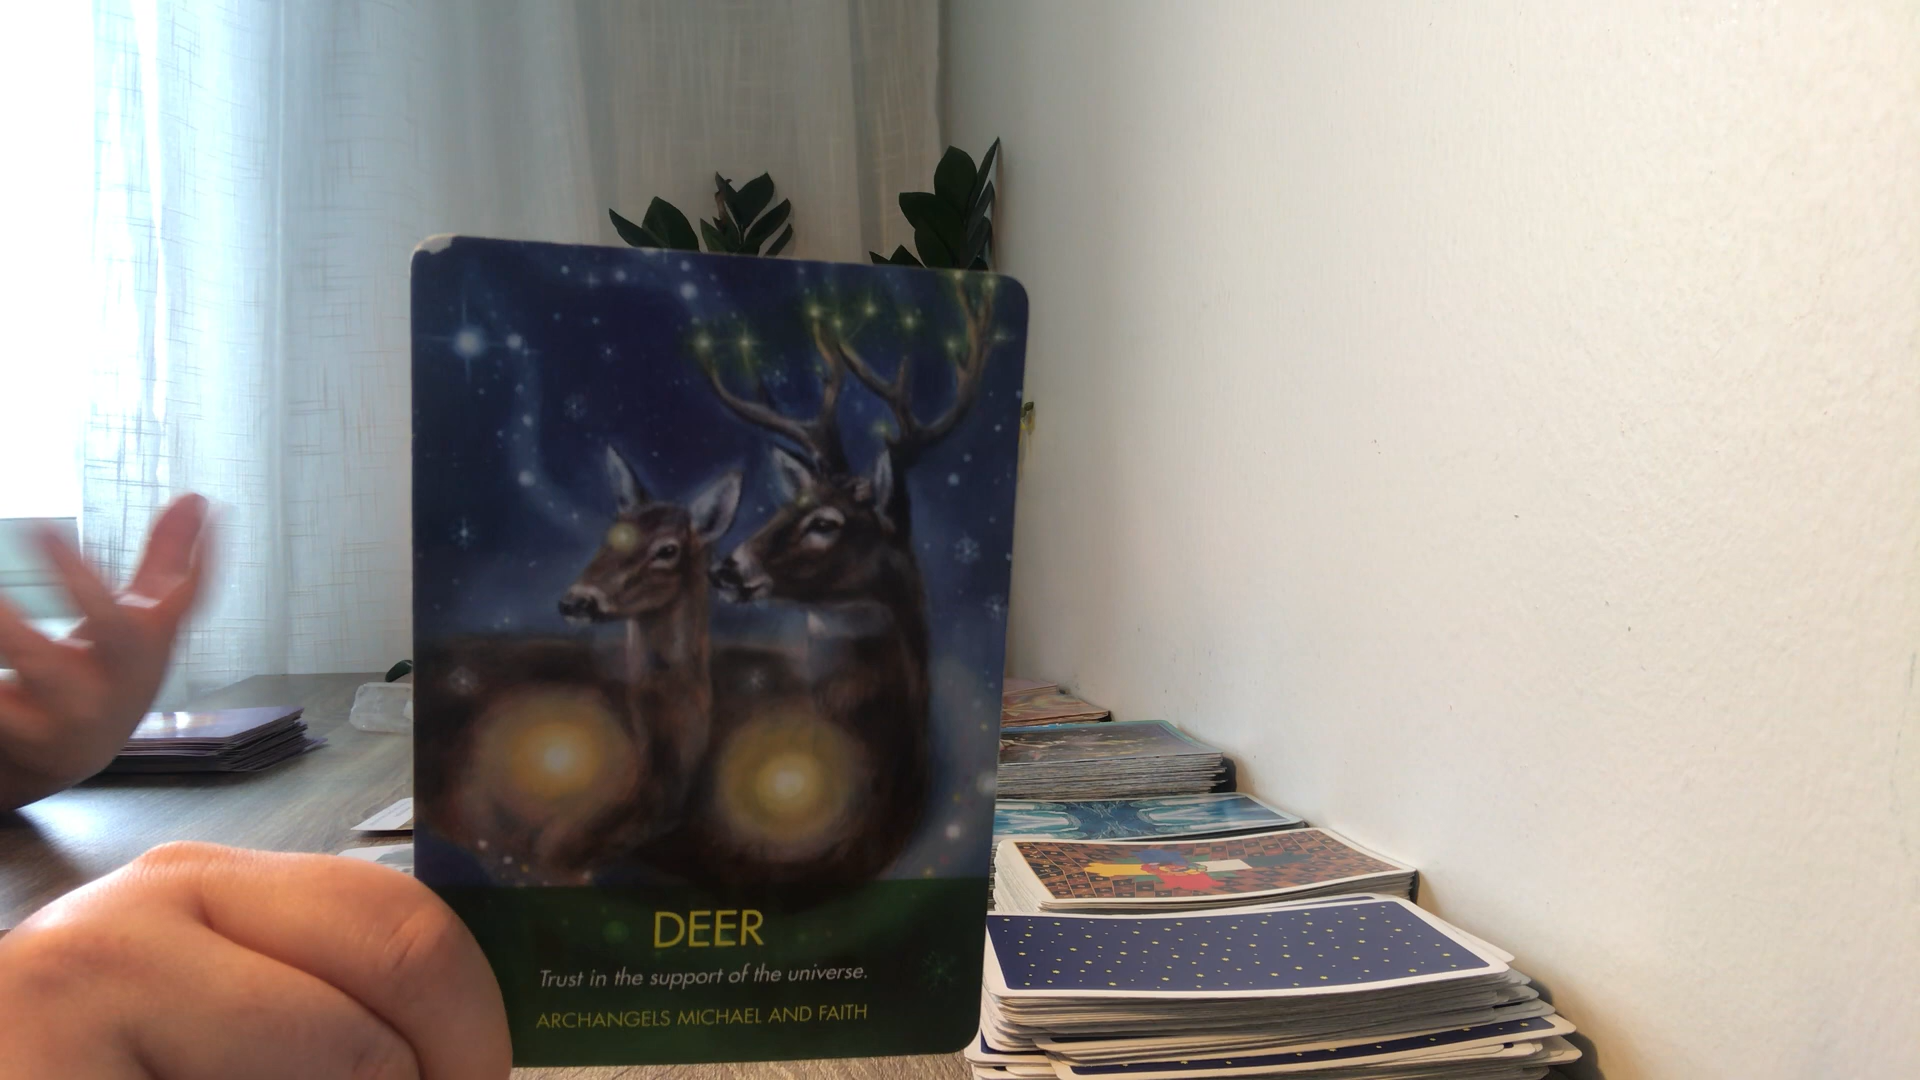 DEER
Trust in the support of the universe.
ARCHANGELS MICHAEL AND FAITH